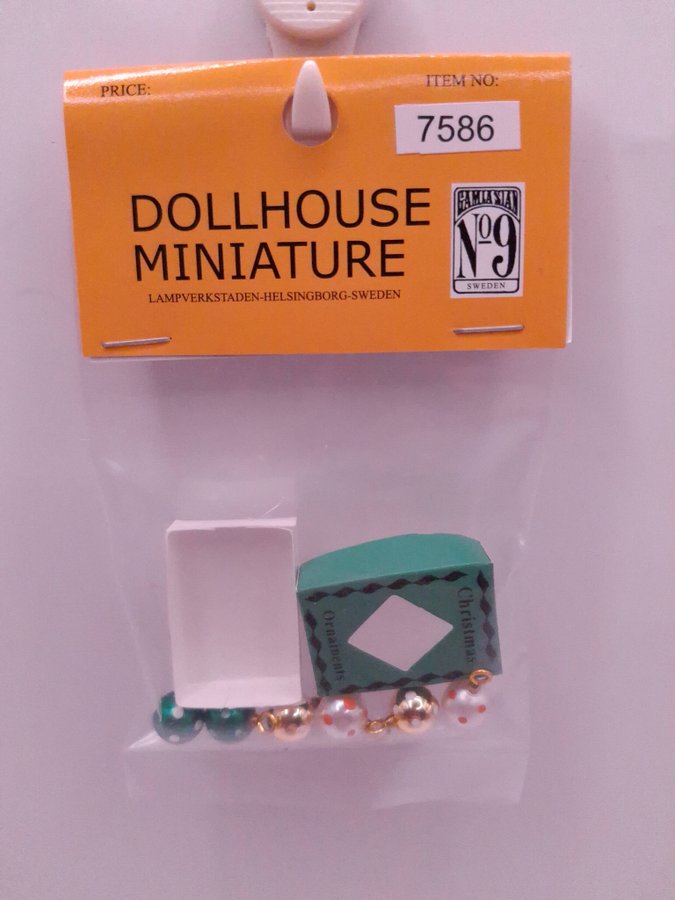 PRICE:
ITEM NO:
7586
DOLLHOUSE
MINIATURE
LAMPVERKSTADEN-HELSINGBORG-SWEDEN
GAMLA STAN
Nº9
SWEDEN
Christmas
Ornaments